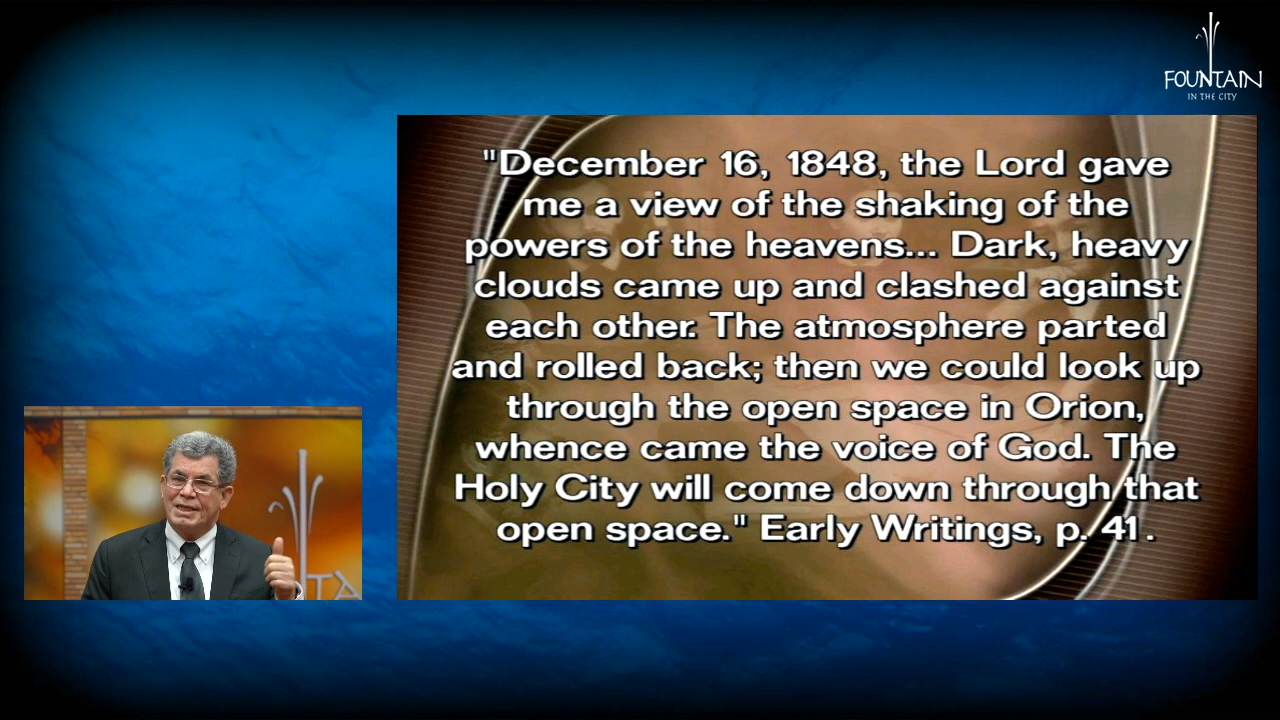 FOUNTAIN
IN THE CITY
"December 16, 1848, the Lord gave
me a view of the shaking of the
powers of the heavens... Dark, heavy
clouds came up and clashed against
each other. The atmosphere parted
and rolled back; then we could look up
through the open space in Orion,
whence came the voice of God. The
Holy City will come down through that
open space." Early Writings, p. 41.
TA